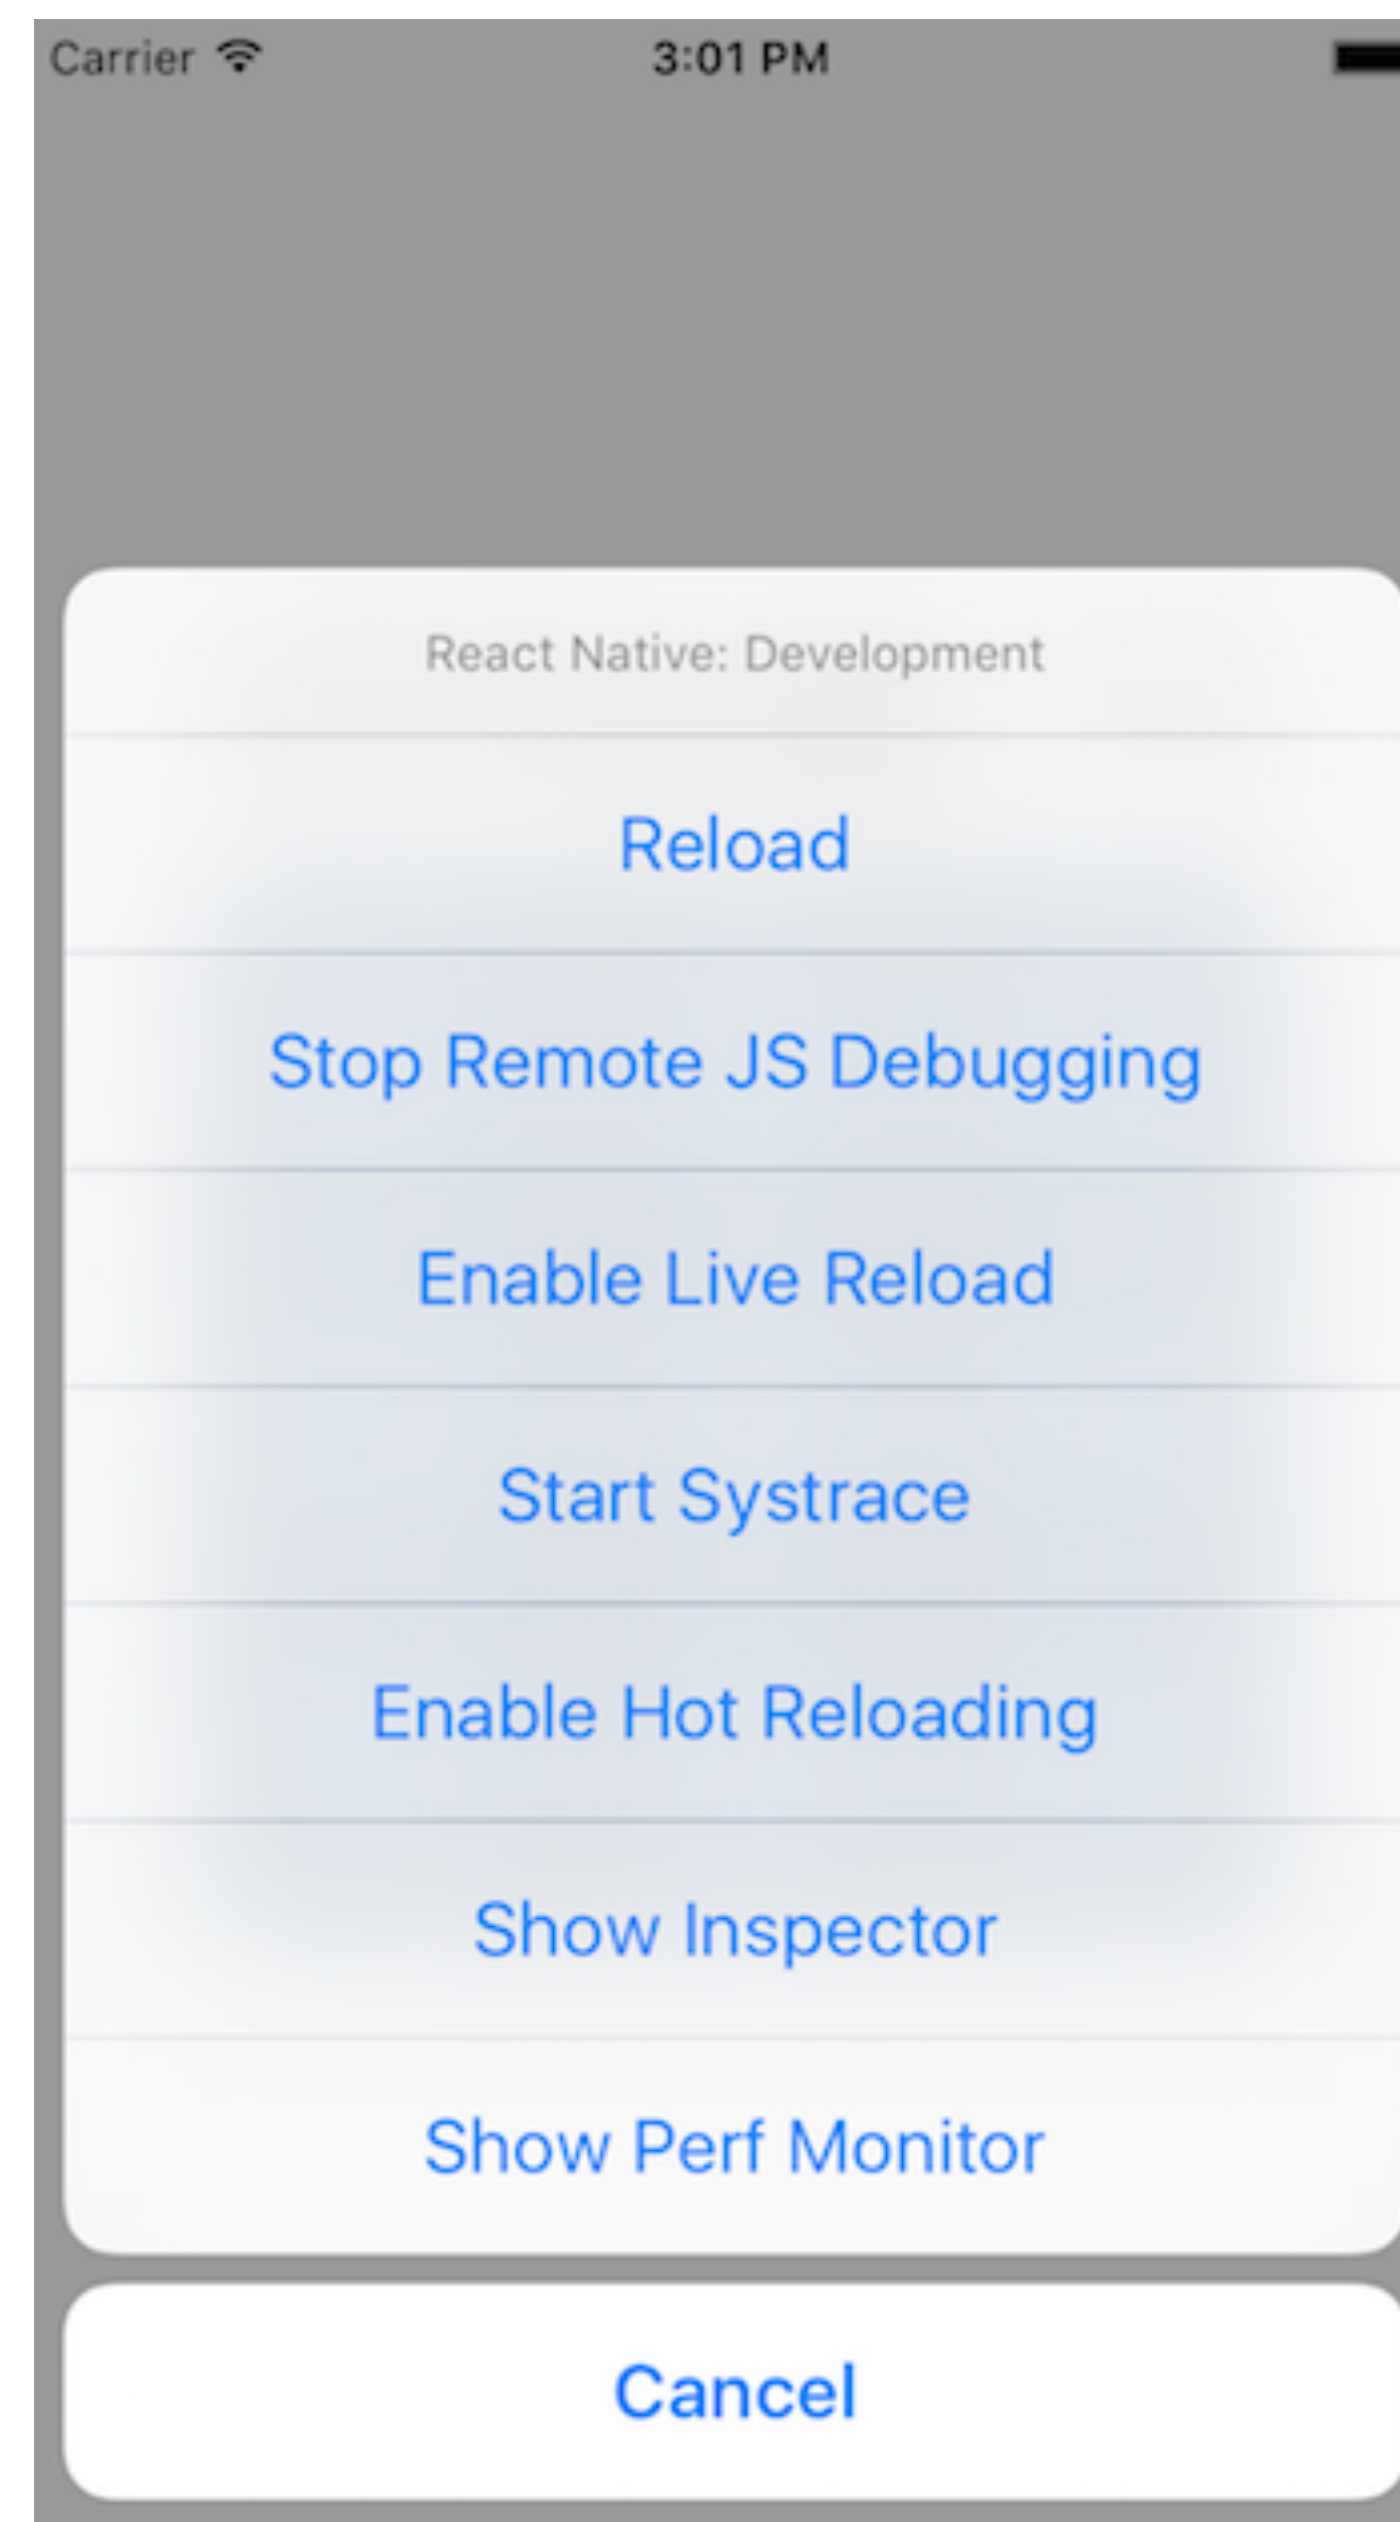 Carrier
3:01 PM
React Native: Development
Reload
Stop Remote JS Debugging
Enable Live Reload
Start Systrace
Enable Hot Reloading
Show Inspector
Show Perf Monitor
Cancel